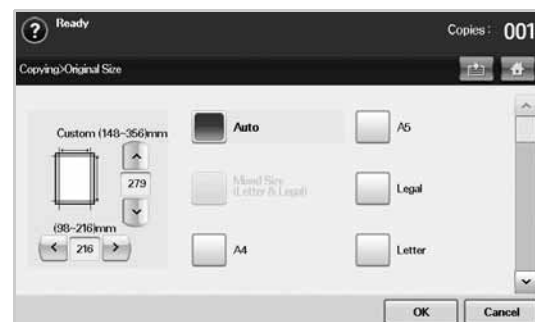 ? Ready
Copies : 001
Copying>Original Size
Custom (148~356)mm
279
(98~216)mm
216
Auto
A5
Mixed Size
(Letter & Legal)
Legal
A4
Letter
OK
Cancel